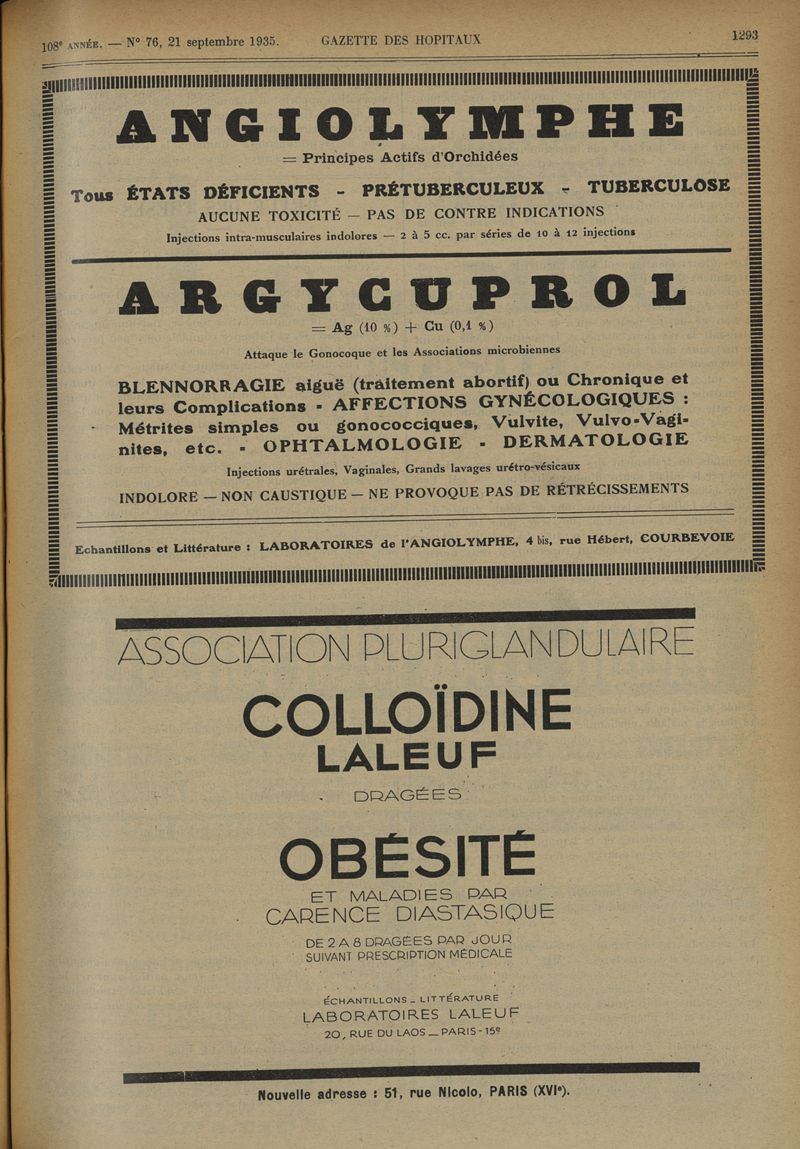 108e ANNÉE. — N° 76, 21 septembre 1935. GAZETTE DES HOPITAUX 1293
ANGIOLYMPHE
= Principes Actifs d'Orchidées
Tous ÉTATS DÉFICIENTS - PRÉTUBERCULEUX - TUBERCULOSE
AUCUNE TOXICITÉ — PAS DE CONTRE INDICATIONS
Injections intra-musculaires indolores — 2 à 5 cc. par séries de 10 à 12 injections
ARGYCUPROL
= Ag (10 %) + Cu (0,1 %)
Attaque le Gonocoque et les Associations microbiennes
BLENNORRAGIE aiguë (traitement abortif) ou Chronique et
leurs Complications - AFFECTIONS GYNÉCOLOGIQUES :
Métrites simples ou gonococciques, Vulvite, Vulvo-Vagi-
nites, etc. - OPHTALMOLOGIE - DERMATOLOGIE
Injections urétrales, Vaginales, Grands lavages urétro-vésicaux
INDOLORE — NON CAUSTIQUE — NE PROVOQUE PAS DE RÉTRÉCISSEMENTS
Echantillons et Littérature : LABORATOIRES de l'ANGIOLYMPHE, 4 bis, rue Hébert, COURBEVOIE
ASSOCIATION PLURIGLANDULAIRE
COLLOÏDINE
LALEUF
DRAGÉES
OBÉSITÉ
ET MALADIES PAR
CARENCE DIASTASIQUE
DE 2 A 8 DRAGÉES PAR JOUR
SUIVANT PRESCRIPTION MÉDICALE
ÉCHANTILLONS _ LITTÉRATURE
LABORATOIRES LALEUF
20, RUE DU LAOS — PARIS-15e
Nouvelle adresse : 51, rue Nicolo, PARIS (XVIe).